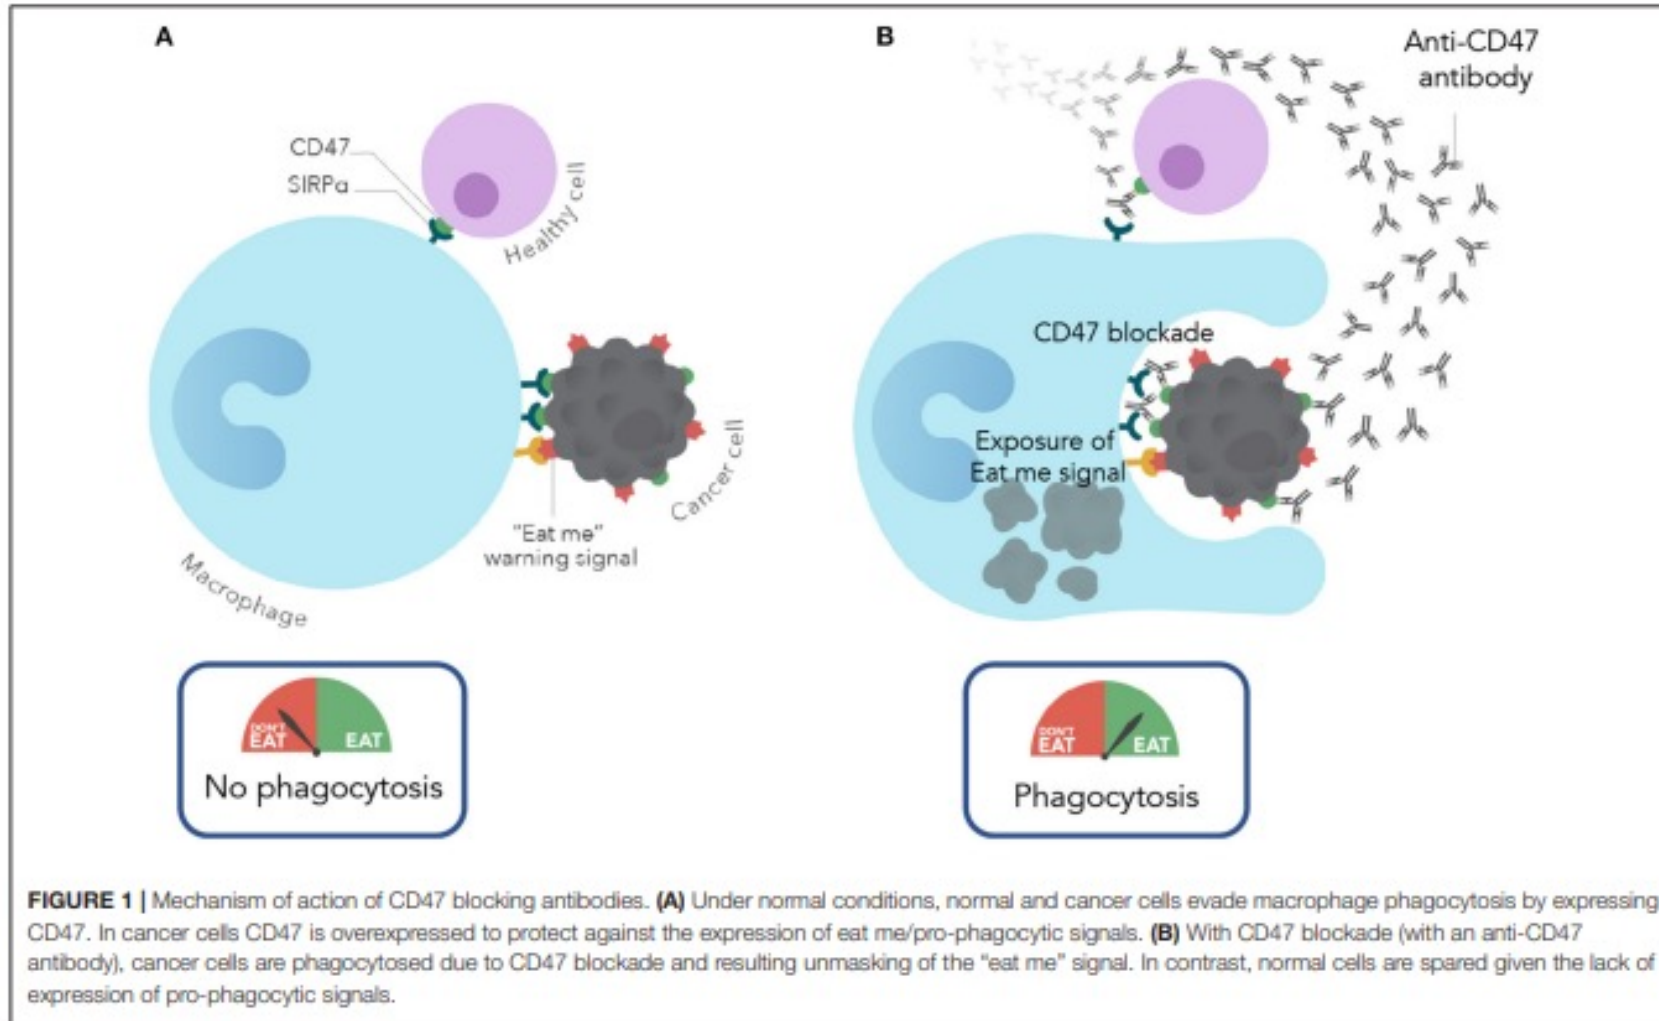 A
CD47
SIRPα
Healthy cell
Cancer cell
"Eat me"
warning signal
Macrophage
DON'T
EAT
EAT
No phagocytosis
B
Anti-CD47
antibody
CD47 blockade
Exposure of
Eat me signal
DON'T
EAT
EAT
Phagocytosis
FIGURE 1 | Mechanism of action of CD47 blocking antibodies. (A) Under normal conditions, normal and cancer cells evade macrophage phagocytosis by expressing
CD47. In cancer cells CD47 is overexpressed to protect against the expression of eat me/pro-phagocytic signals. (B) With CD47 blockade (with an anti-CD47
antibody), cancer cells are phagocytosed due to CD47 blockade and resulting unmasking of the "eat me" signal. In contrast, normal cells are spared given the lack of
expression of pro-phagocytic signals.